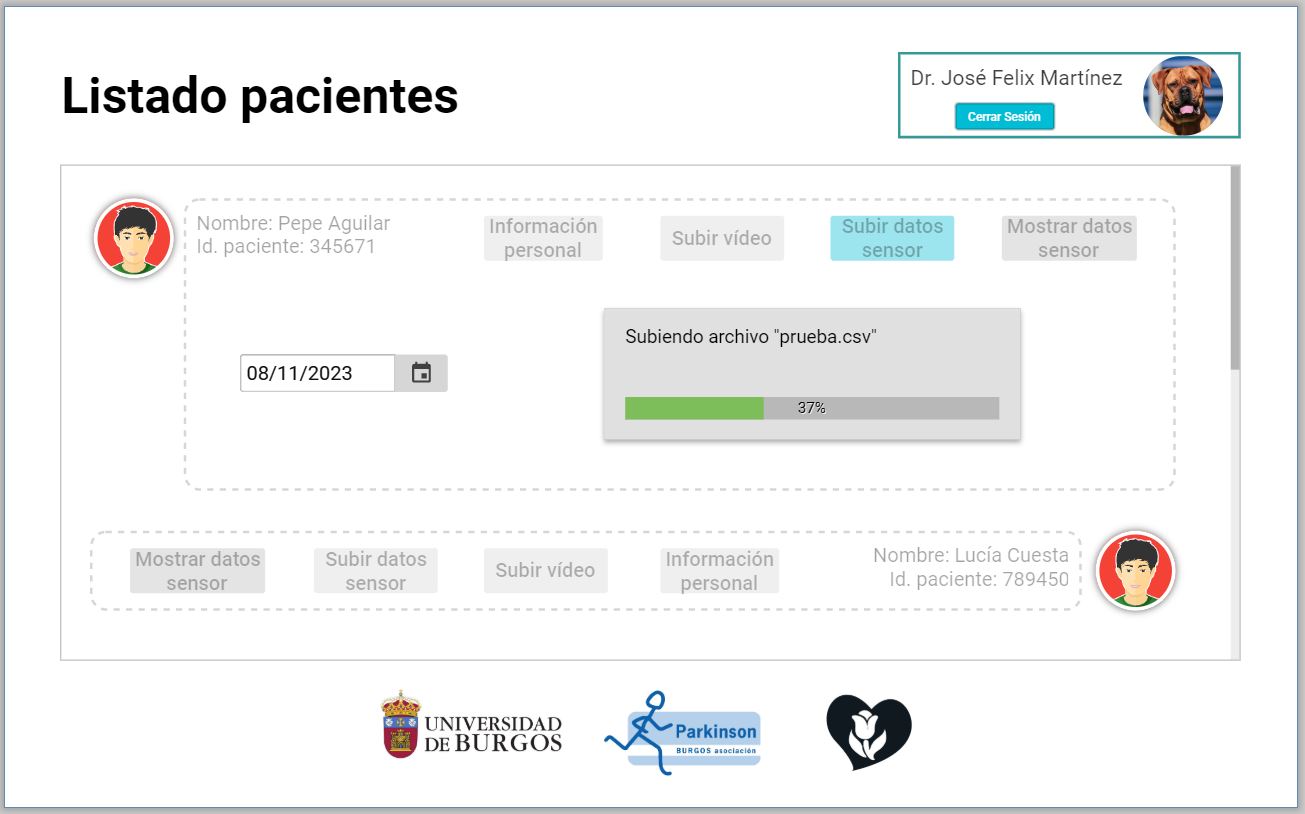 Listado pacientes
Dr. José Felix Martínez
Cerrar Sesión
Nombre: Pepe Aguilar
Id. paciente: 345671
Información
personal
Subir vídeo
Subir datos
sensor
Mostrar datos
sensor
08/11/2023
Subiendo archivo "prueba.csv"
37%
Mostrar datos
sensor
Subir datos
sensor
Subir vídeo
Información
personal
Nombre: Lucía Cuesta
Id. paciente: 789450
UNIVERSIDAD
DE BURGOS
Parkinson
BURGOS asociación